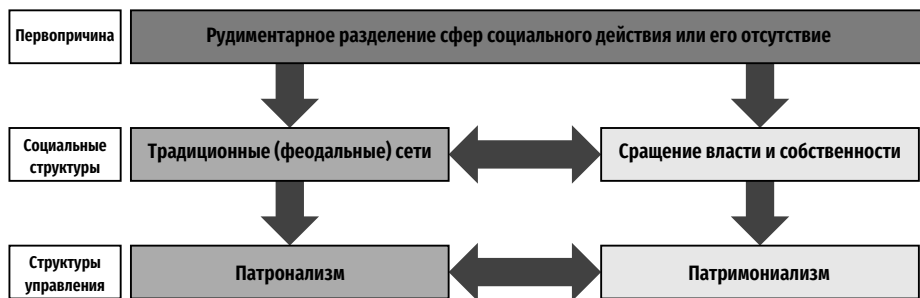 Первопричина
Рудиментарное разделение сфер социального действия или его отсутствие
Социальные
структуры
Традиционные (феодальные) сети
Сращение власти и собственности
Структуры
управления
Патронализм
Патримониализм